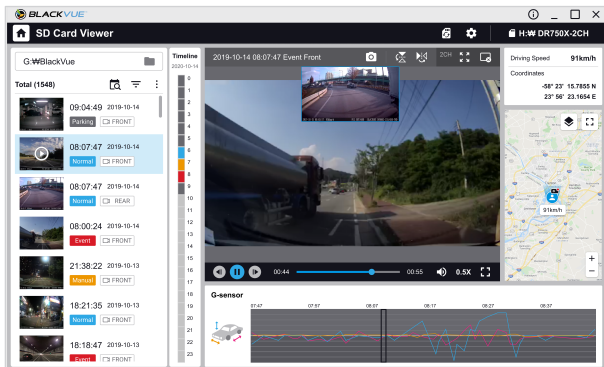 BLACKVUE
SD Card Viewer
H:₩ DR750X-2CH
G:₩BlackVue
Total (1548)
09:04:49 2019-10-14
Parking FRONT
08:07:47 2019-10-14
Normal FRONT
08:07:47 2019-10-14
Normal REAR
08:00:24 2019-10-14
Event FRONT
21:38:22 2019-10-13
Manual FRONT
18:21:35 2019-10-13
Normal FRONT
18:18:47 2019-10-13
Event FRONT
Timeline
2020-10-14
0
1
2
3
4
5
6
7
8
9
10
11
12
13
14
15
16
17
18
19
20
21
22
23
2019-10-14 08:07:47 Event Front
2CH
00:44
00:55
0.5X
Driving Speed 91km/h
Coordinates
-58° 23' 15.7855 N
23° 56' 23.1654 E
91km/h
+
−
G-sensor
07:47 07:57 08:07 08:17 08:27 08:37